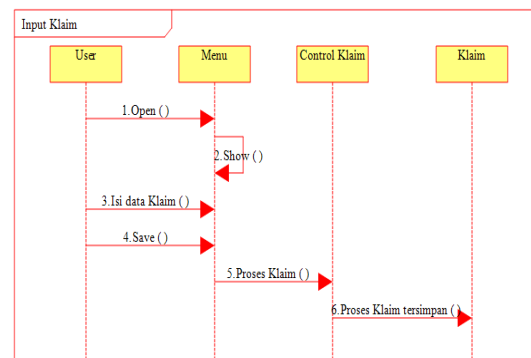 Input Klaim
User
Menu
Control Klaim
Klaim
1.Open ( )
2.Show ( )
3.Isi data Klaim ( )
4.Save ( )
5.Proses Klaim ( )
6.Proses Klaim tersimpan ( )